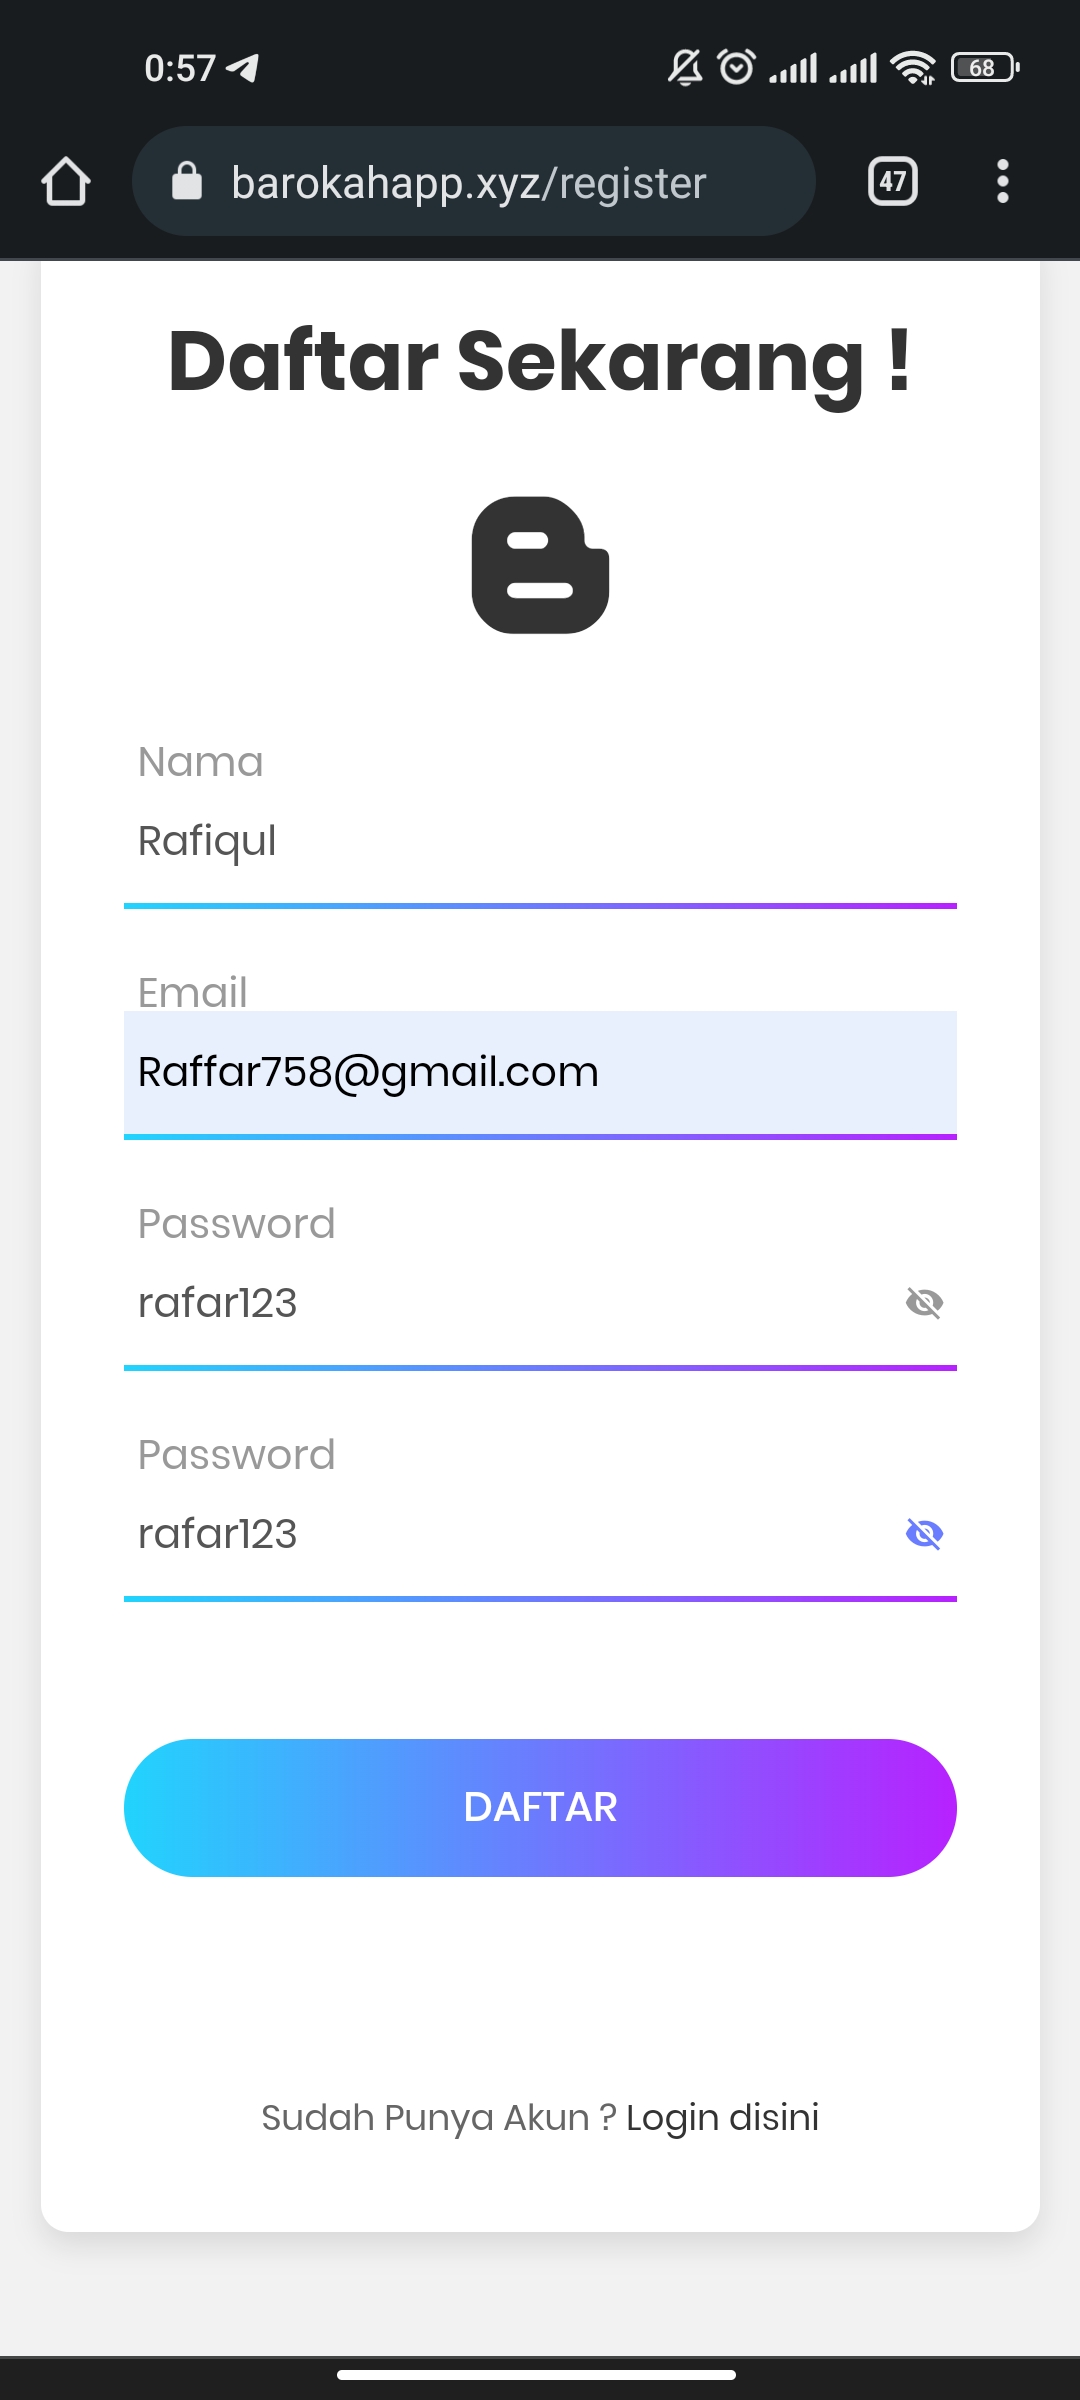 0:57
68
barokahapp.xyz/register
47
Daftar Sekarang !
Nama
Rafiqul
Email
Raffar758@gmail.com
Password
rafar123
Password
rafar123
DAFTAR
Sudah Punya Akun ? Login disini